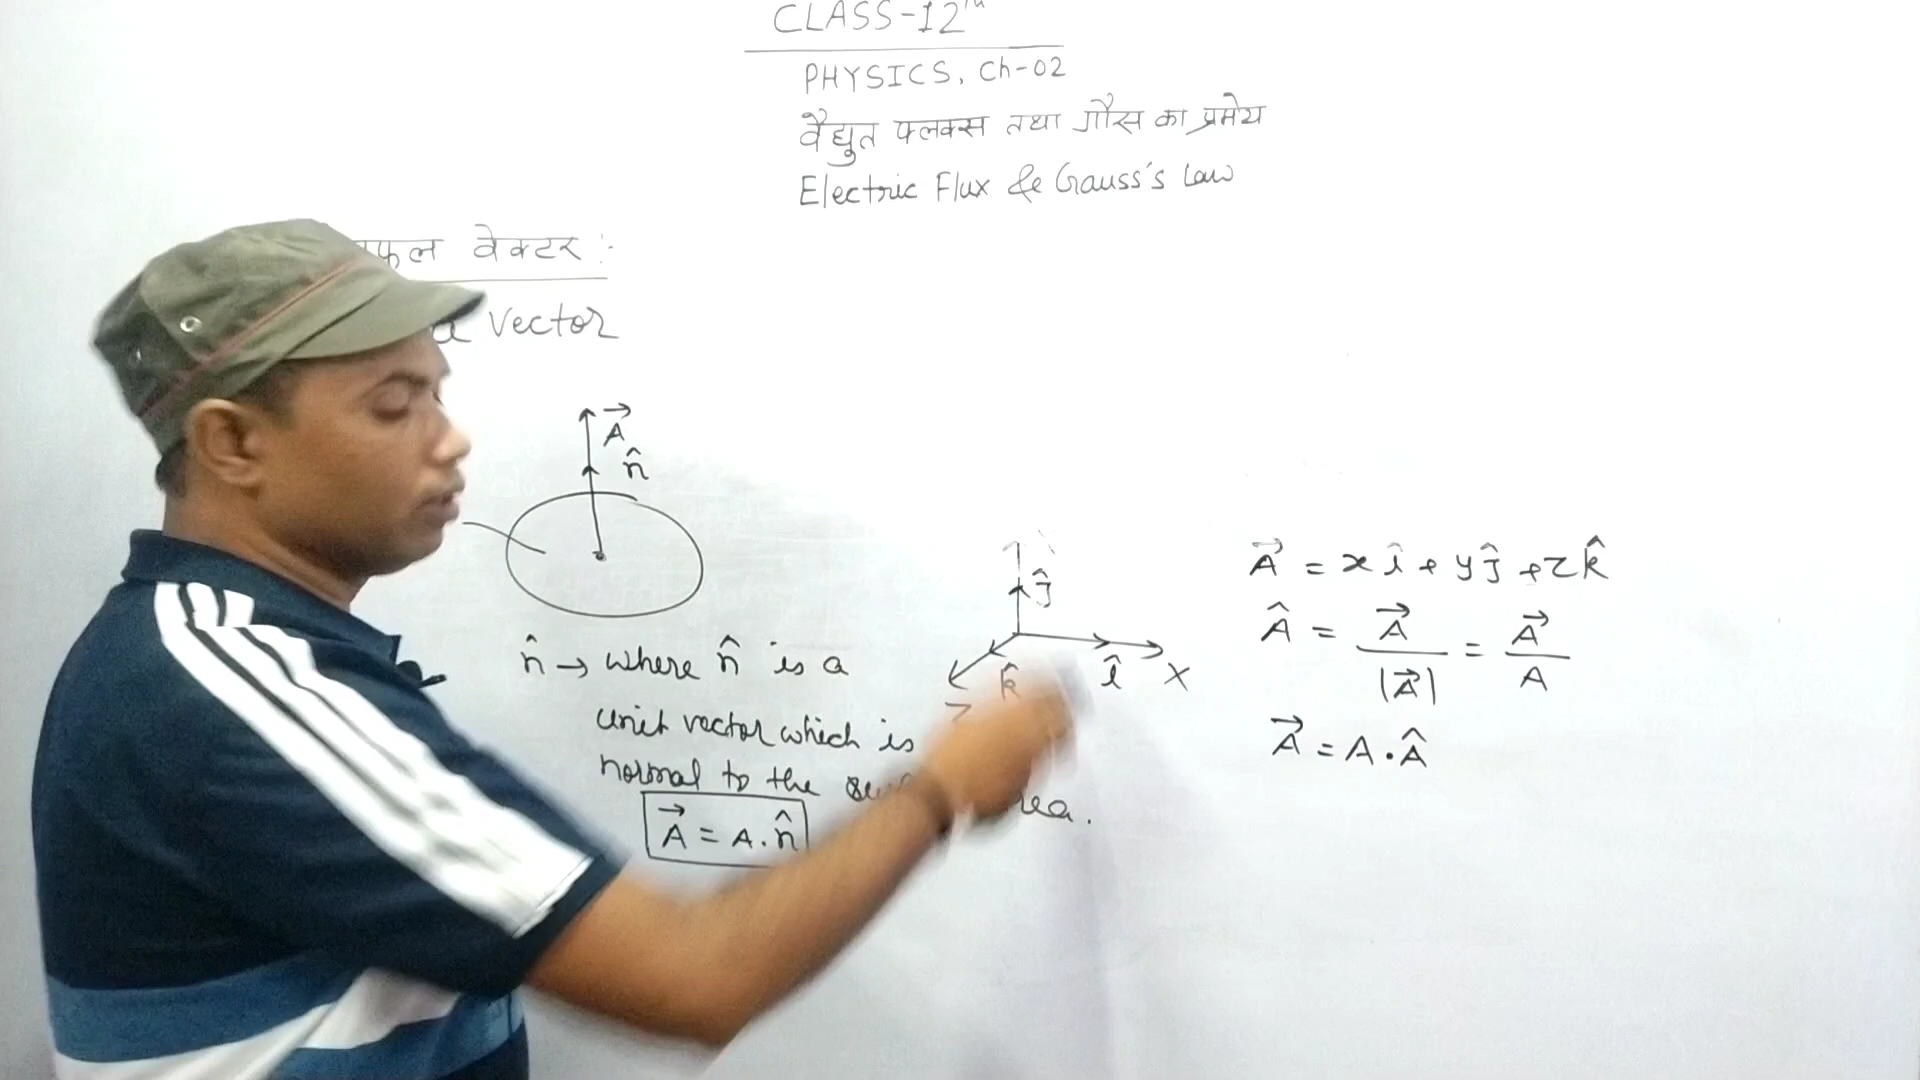 CLASS-12th
PHYSICS, Ch-02
वैद्युत फ्लक्स तथा गौस का प्रमेय
Electric Flux & Gauss's Law
फल वेक्टर :-
a Vector
A⃗
n̂
n̂ → where n̂ is a
unit vector which is
normal to the
A⃗ = A . n̂
ĵ
k̂
î
X
Z
A⃗ = xî + yĵ + zk̂
Â = A⃗ / |A⃗| = A⃗ / A
A⃗ = A . Â